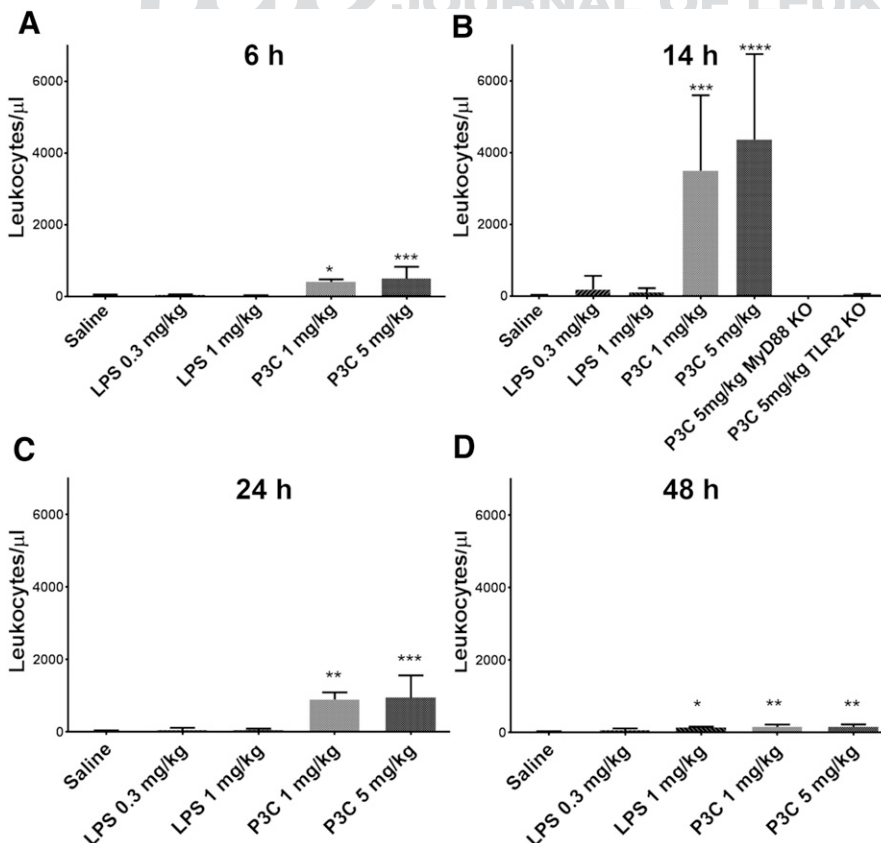 JOURNAL OF LEUK
A
6 h
Leukocytes/µl
6000
4000
2000
0
*
***
Saline
LPS 0.3 mg/kg
LPS 1 mg/kg
P3C 1 mg/kg
P3C 5 mg/kg
B
14 h
Leukocytes/µl
6000
4000
2000
0
***
****
Saline
LPS 0.3 mg/kg
LPS 1 mg/kg
P3C 1 mg/kg
P3C 5 mg/kg
P3C 5mg/kg MyD88 KO
P3C 5mg/kg TLR2 KO
C
24 h
Leukocytes/µl
6000
4000
2000
0
**
***
Saline
LPS 0.3 mg/kg
LPS 1 mg/kg
P3C 1 mg/kg
P3C 5 mg/kg
D
48 h
Leukocytes/µl
6000
4000
2000
0
*
**
**
Saline
LPS 0.3 mg/kg
LPS 1 mg/kg
P3C 1 mg/kg
P3C 5 mg/kg